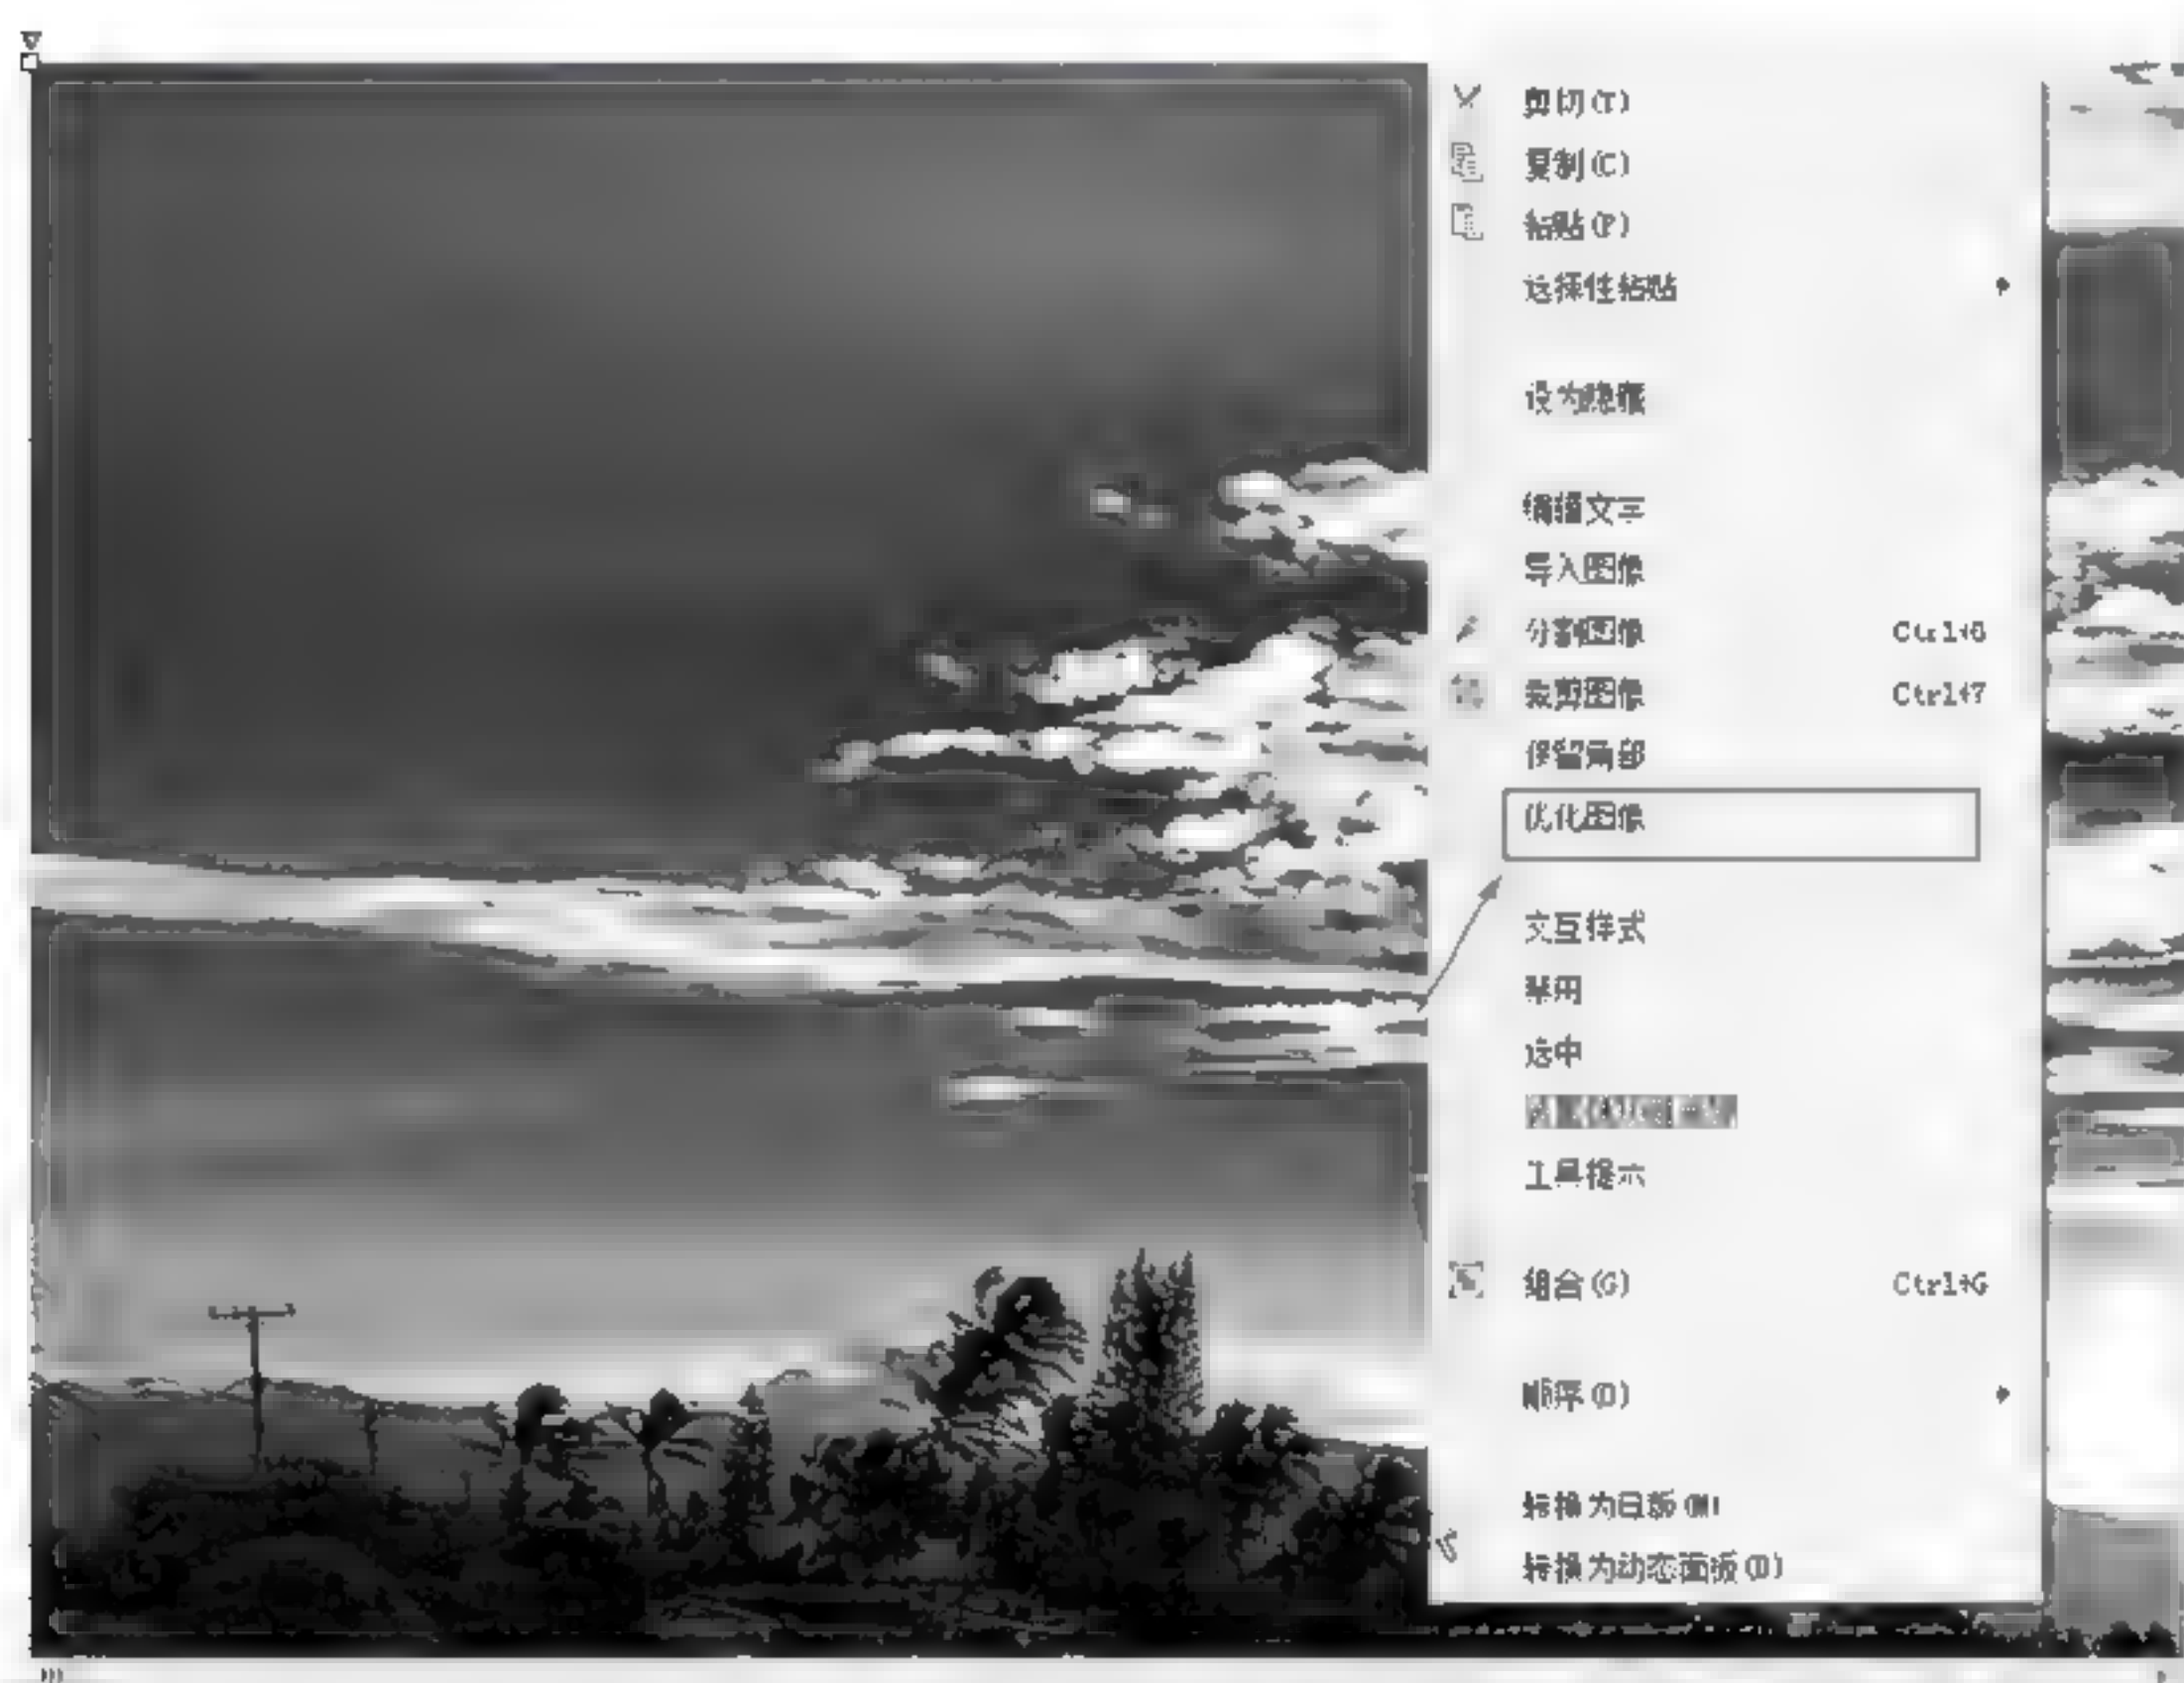 剪切(T)
复制(C)
粘贴(P)
选择性粘贴
设为隐藏
编辑文字
导入图像
分割图像 Ctrl+6
裁剪图像 Ctrl+7
保留角部
优化图像
交互样式
禁用
选中
工具提示
组合(G) Ctrl+G
顺序(O)
转换为母版(M)
转换为动态面板(D)